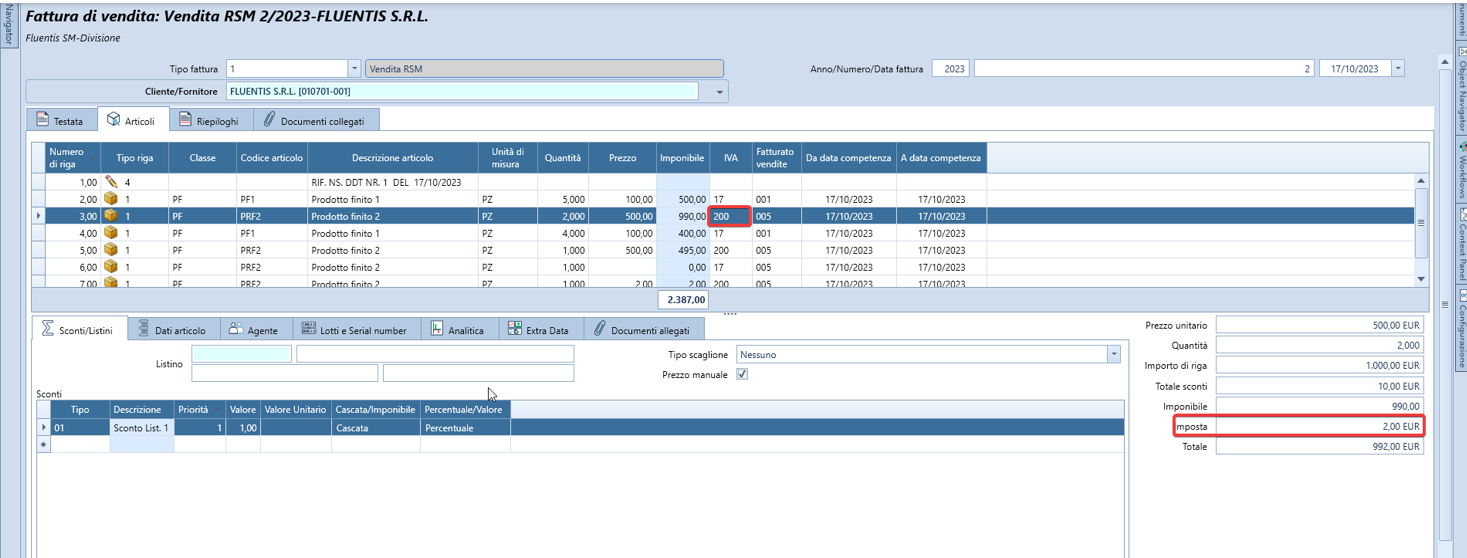 Fattura di vendita: Vendita RSM 2/2023-FLUENTIS S.R.L.
Fluentis SM-Divisione
Navigator
Tipo fattura 1 Vendita RSM Anno/Numero/Data fattura 2023 2 17/10/2023
Cliente/Fornitore FLUENTIS S.R.L. [010701-001]
Testata Articoli Riepiloghi Documenti collegati
Numero di riga Tipo riga Classe Codice articolo Descrizione articolo Unità di misura Quantità Prezzo Imponibile IVA Fatturato vendite Da data competenza A data competenza
1,00 4 RIF. NS. DDT NR. 1 DEL 17/10/2023
2,00 1 PF PF1 Prodotto finito 1 PZ 5,000 100,00 500,00 17 001 17/10/2023 17/10/2023
3,00 1 PF PRF2 Prodotto finito 2 PZ 2,000 500,00 990,00 200 005 17/10/2023 17/10/2023
4,00 1 PF PF1 Prodotto finito 1 PZ 4,000 100,00 400,00 17 001 17/10/2023 17/10/2023
5,00 1 PF PRF2 Prodotto finito 2 PZ 1,000 500,00 495,00 200 005 17/10/2023 17/10/2023
6,00 1 PF PRF2 Prodotto finito 2 PZ 1,000 0,00 17 005 17/10/2023 17/10/2023
7,00 1 PF PRF2 Prodotto finito 2 PZ 1,000 2,00 2,00 200 005 17/10/2023 17/10/2023
2.387,00
Sconti/Listini Dati articolo Agente Lotti e Serial number Analitica Extra Data Documenti allegati
Listino
Tipo scaglione Nessuno
Prezzo manuale
Sconti
Tipo Descrizione Priorità Valore Valore Unitario Cascata/Imponibile Percentuale/Valore
01 Sconto List. 1 1 1,00 Cascata Percentuale
Prezzo unitario 500,00 EUR
Quantità 2,000
Importo di riga 1.000,00 EUR
Totale sconti 10,00 EUR
Imponibile 990,00
mposta 2,00 EUR
Totale 992,00 EUR
Object Navigator
Workflows
Context Panel
Configurazione